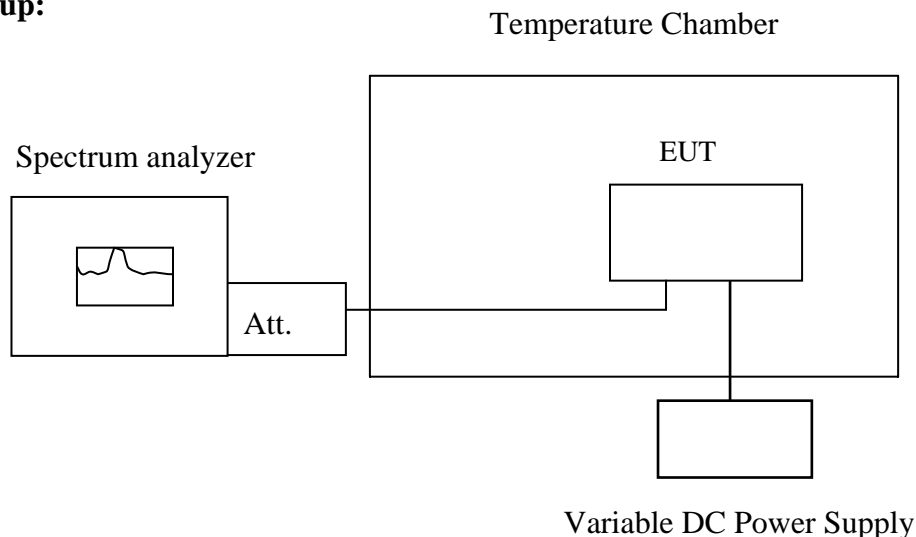 up:
Temperature Chamber
Spectrum analyzer
EUT
Att.
Variable DC Power Supply